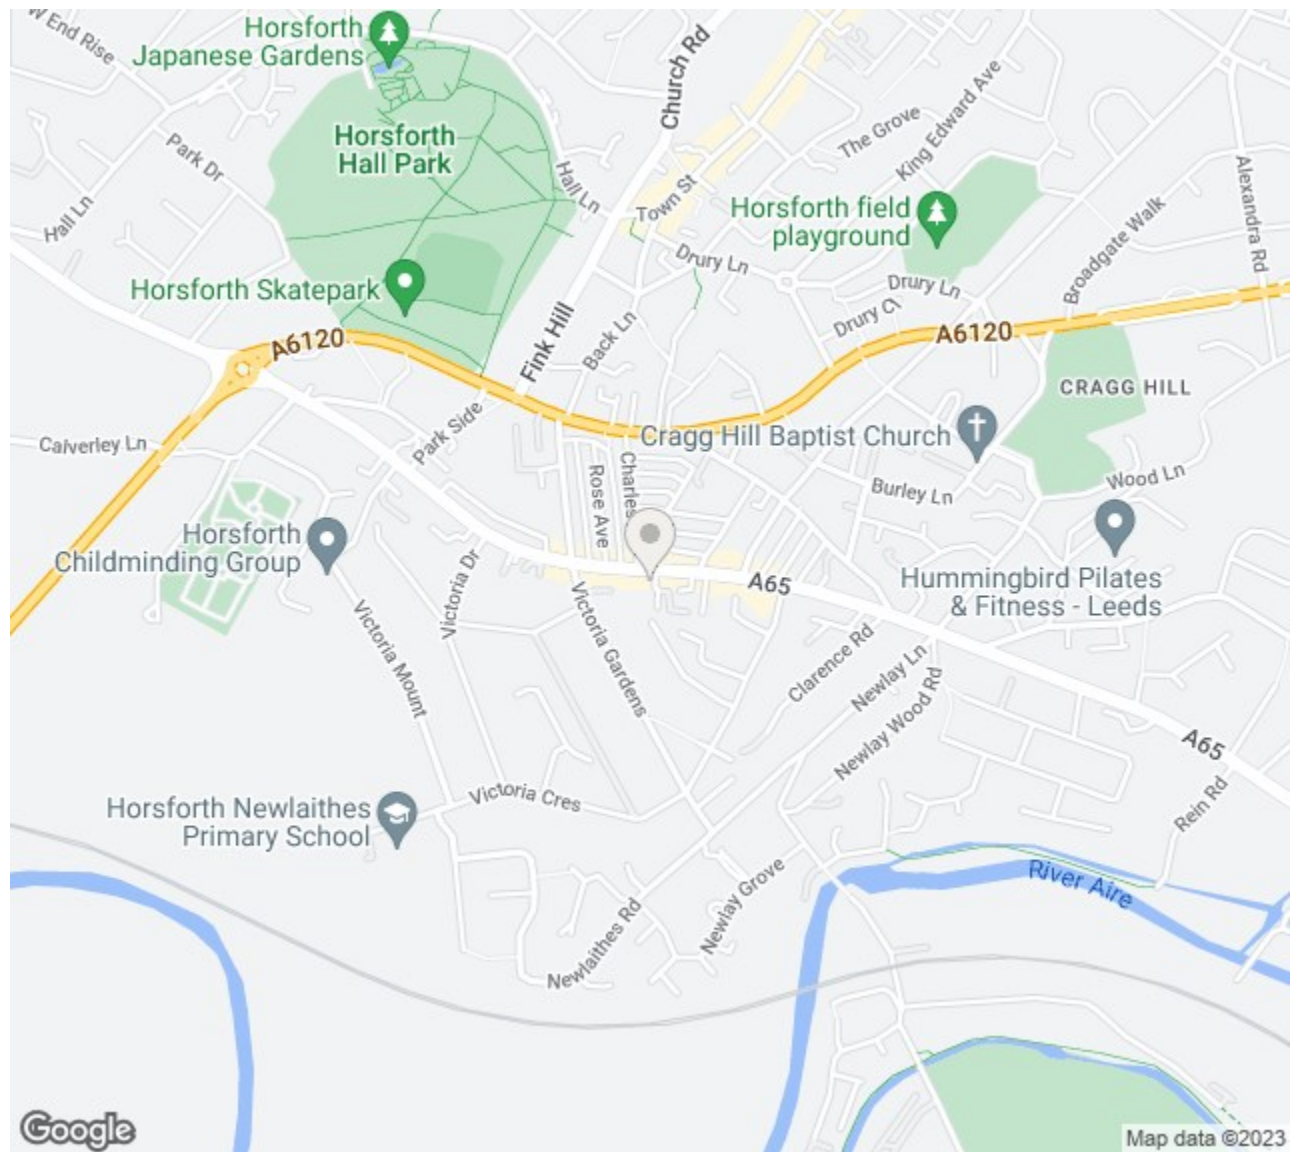 W End Rise
Horsforth
Japanese Gardens
Church Rd
The Grove
King Edward Ave
Park Dr
Horsforth
Hall Park
Hall Ln
Town St
Alexandra Rd
Hall Ln
Horsforth field
playground
Broadgate Walk
Drury Ln
Horsforth Skatepark
Drury Ln
Drury Cl
A6120
Fink Hill
Back Ln
A6120
CRAGG HILL
Calverley Ln
Park Side
Cragg Hill Baptist Church
Rose Ave
Charles
Burley Ln
Wood Ln
Horsforth
Childminding Group
Victoria Dr
A65
Hummingbird Pilates
& Fitness - Leeds
Victoria Mount
Victoria Gardens
Clarence Rd
Newlay Ln
Newlay Wood Rd
A65
Horsforth Newlaithes
Primary School
Victoria Cres
Rein Rd
River Aire
Newlay Grove
Newlaithes Rd
Google
Map data ©2023